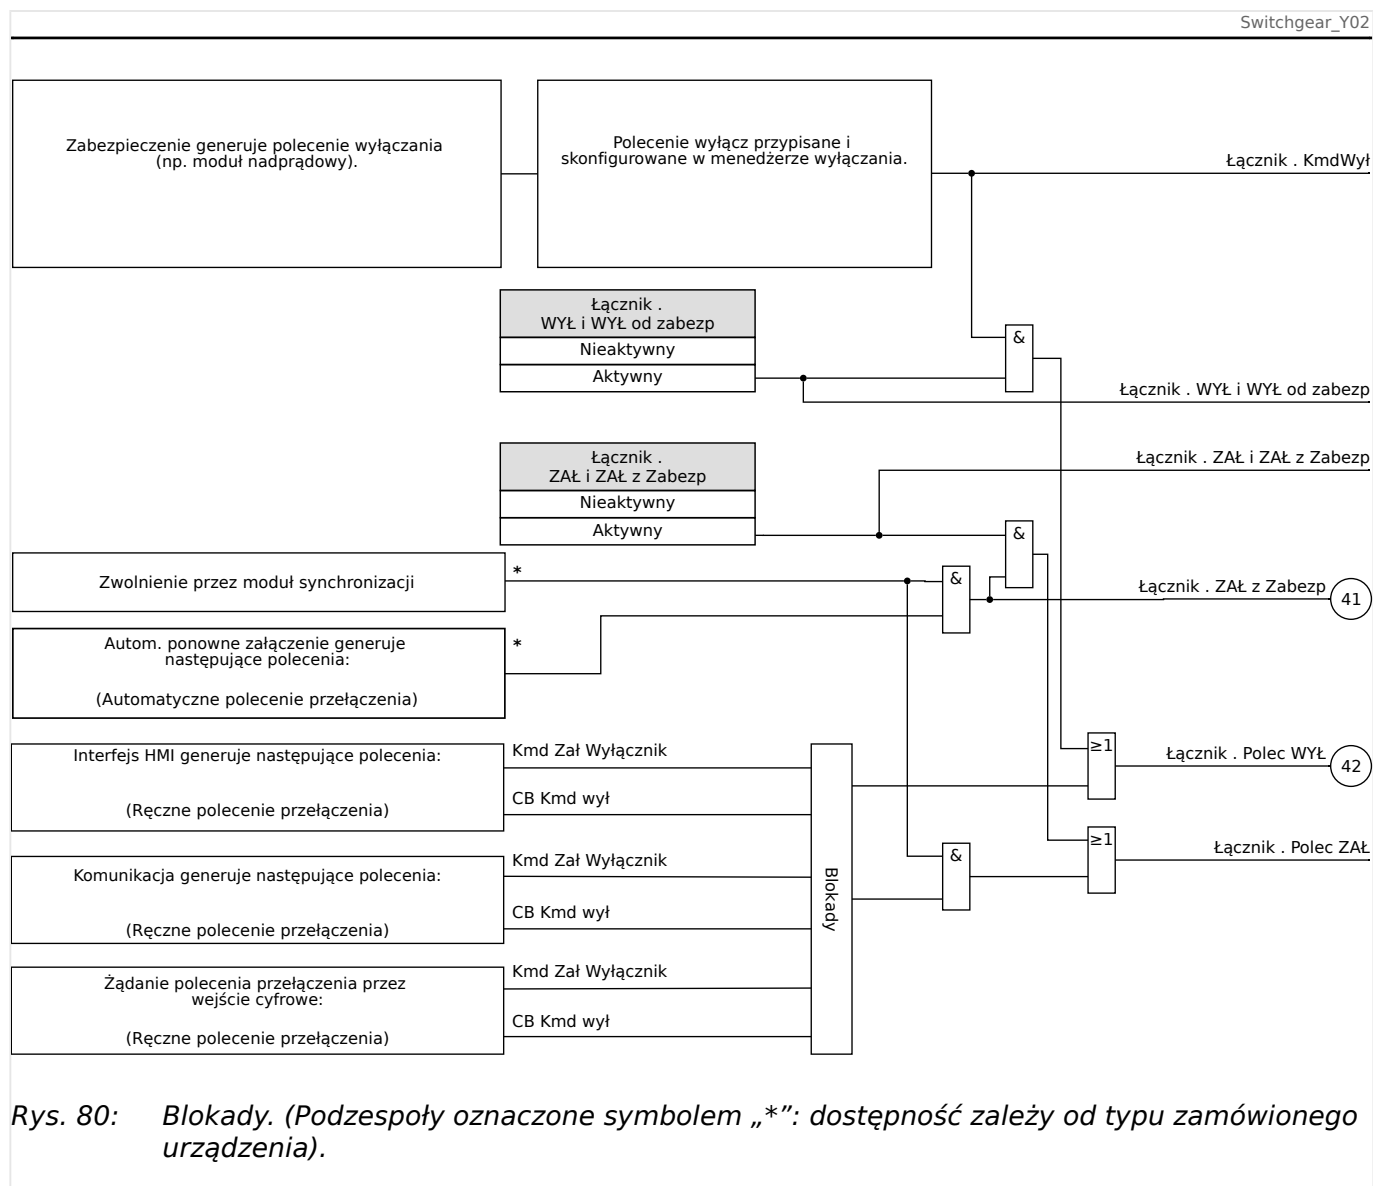 Switchgear_Y02
Zabezpieczenie generuje polecenie wyłączania
(np. moduł nadprądowy).
Polecenie wyłącz przypisane i
skonfigurowane w menedżerze wyłączania.
Łącznik . KmdWył
Łącznik .
WYŁ i WYŁ od zabezp
Nieaktywny
Aktywny
&
Łącznik . WYŁ i WYŁ od zabezp
Łącznik .
ZAŁ i ZAŁ z Zabezp
Nieaktywny
Aktywny
Łącznik . ZAŁ i ZAŁ z Zabezp
&
Zwolnienie przez moduł synchronizacji
*
&
Łącznik . ZAŁ z Zabezp
41
Autom. ponowne załączenie generuje
następujące polecenia:
(Automatyczne polecenie przełączenia)
*
Interfejs HMI generuje następujące polecenia:
(Ręczne polecenie przełączenia)
Kmd Zał Wyłącznik
CB Kmd wył
≥1
Łącznik . Polec WYŁ
42
Komunikacja generuje następujące polecenia:
(Ręczne polecenie przełączenia)
Kmd Zał Wyłącznik
CB Kmd wył
Blokady
&
≥1
Łącznik . Polec ZAŁ
Żądanie polecenia przełączenia przez
wejście cyfrowe:
(Ręczne polecenie przełączenia)
Kmd Zał Wyłącznik
CB Kmd wył
Rys. 80: Blokady. (Podzespoły oznaczone symbolem „*”: dostępność zależy od typu zamówionego
urządzenia).